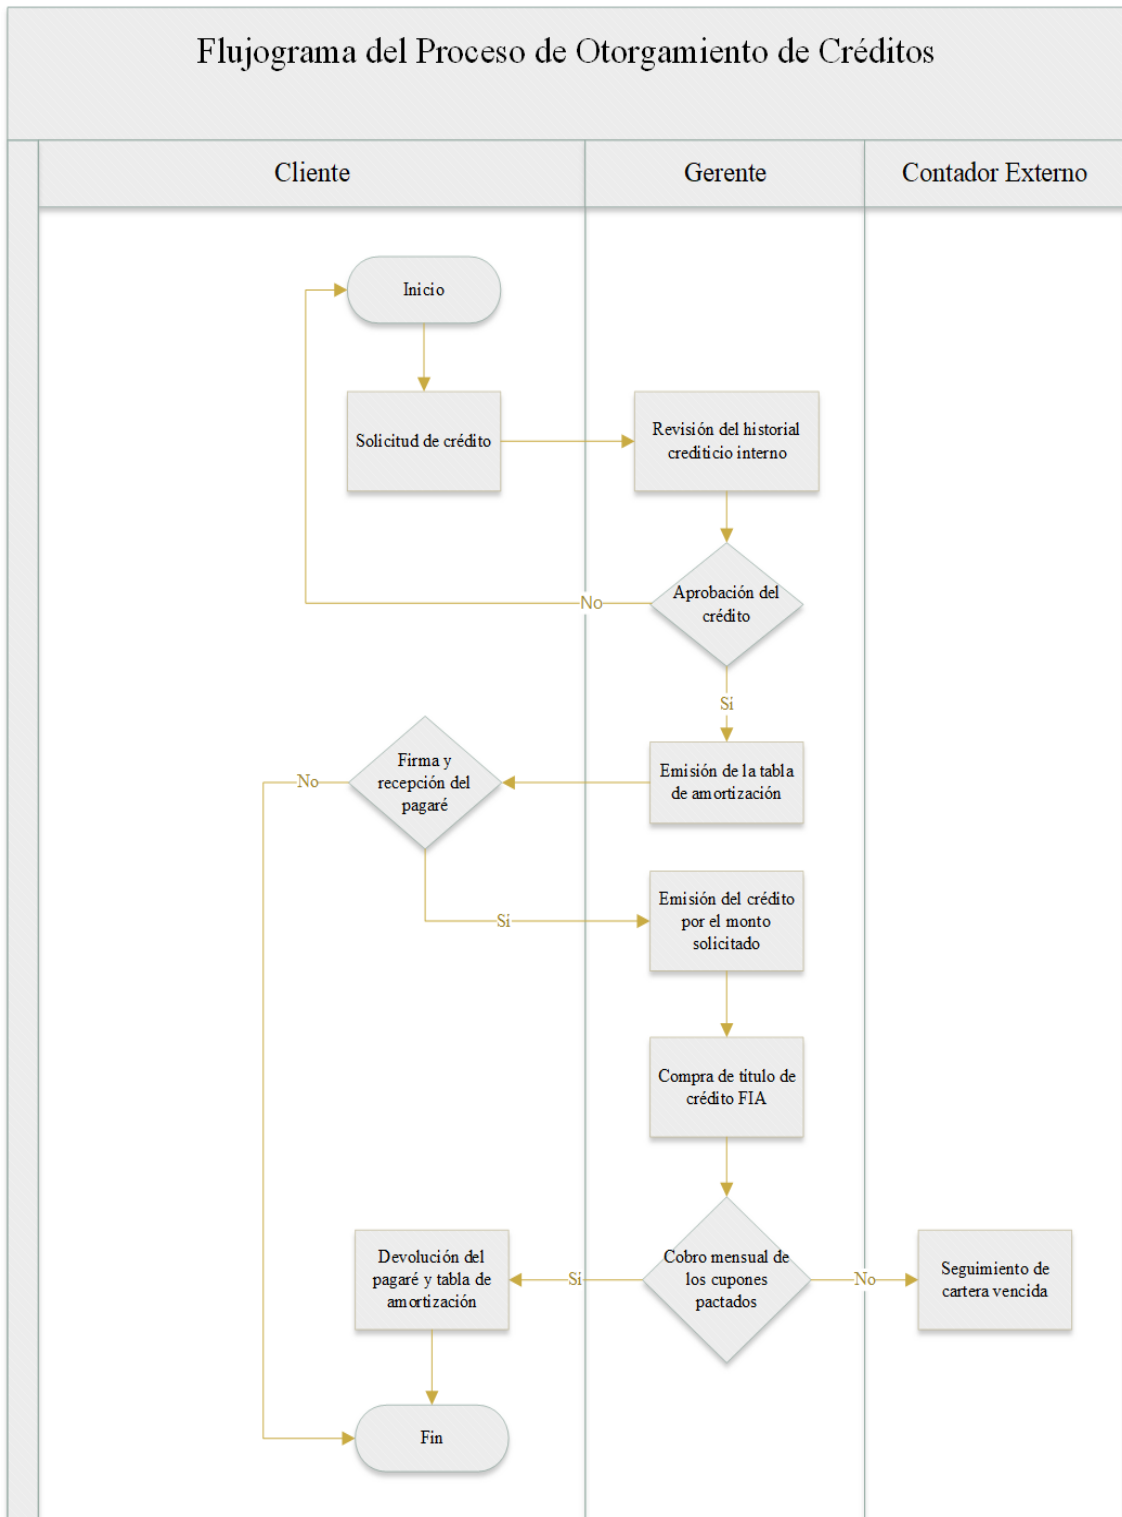 Flujograma del Proceso de Otorgamiento de Créditos
Cliente
Gerente
Contador Externo
Inicio
Solicitud de crédito
Revisión del historial
crediticio interno
Aprobación del
crédito
No
Si
Emisión de la tabla
de amortización
Firma y
recepción del
pagaré
No
Si
Emisión del crédito
por el monto
solicitado
Compra de titulo de
crédito FIA
Cobro mensual de
los cupones
pactados
Si
No
Devolución del
pagaré y tabla de
amortización
Seguimiento de
cartera vencida
Fin